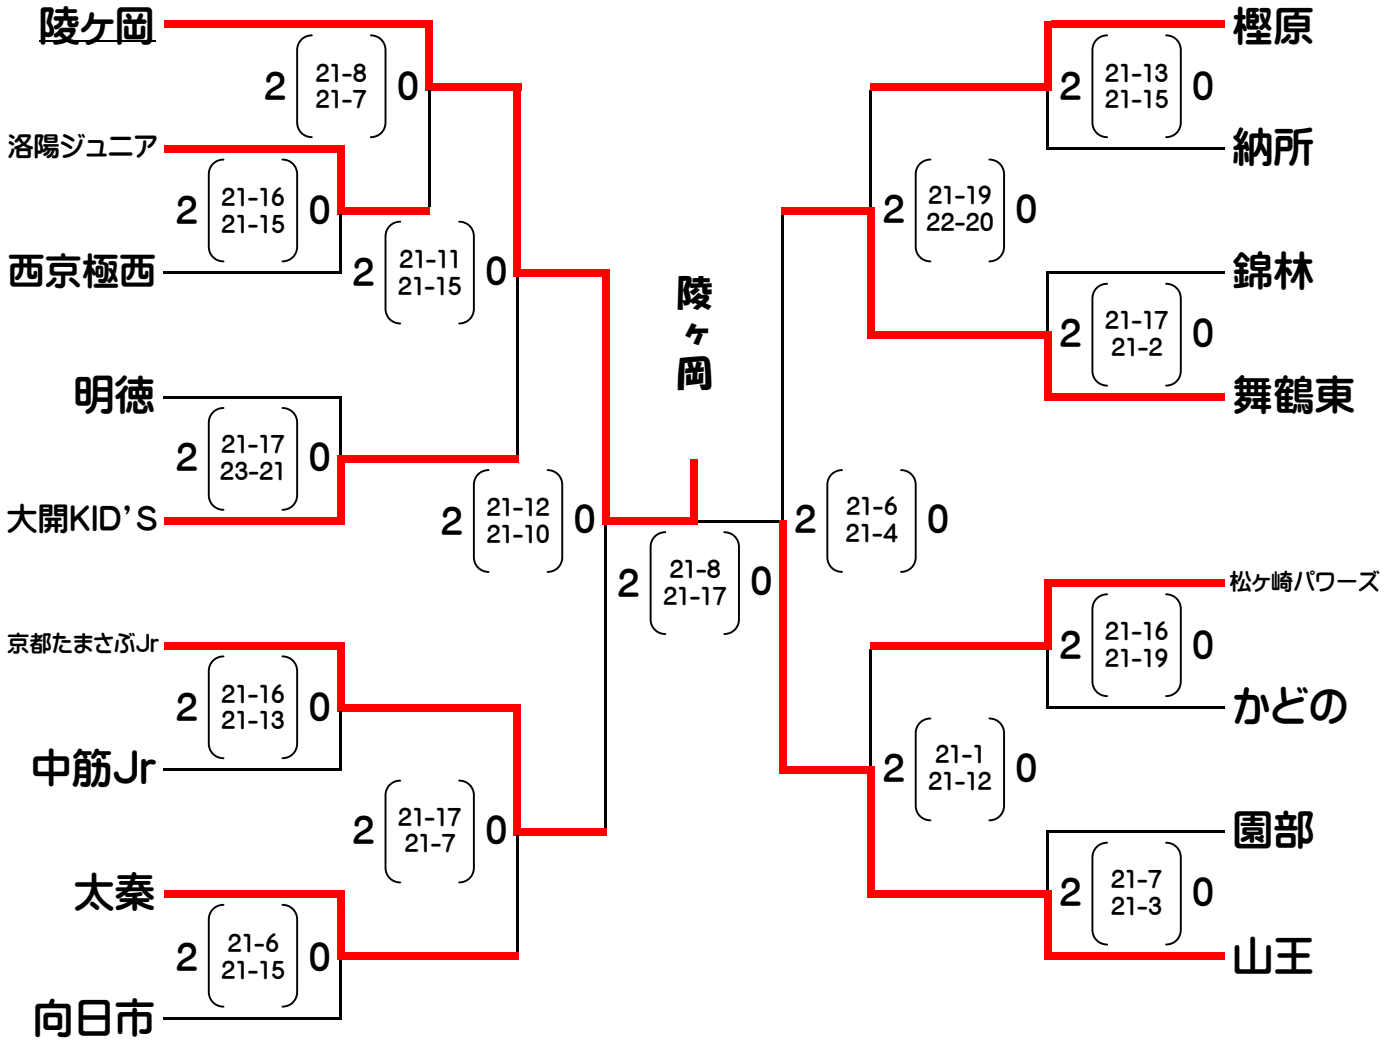 陵ヶ岡
2 21-8 0
21-7
洛陽ジュニア
2 21-16 0
21-15
西京極西
2 21-11 0
21-15
明徳
2 21-17 0
23-21
大開KID'S
2 21-12 0
21-10
京都たまさぶJr
2 21-16 0
21-13
中筋Jr
2 21-17 0
21-7
太秦
2 21-6 0
21-15
向日市
陵ヶ岡
2 21-8 0
21-17
樫原
2 21-13 0
21-15
納所
2 21-19 0
22-20
錦林
2 21-17 0
21-2
舞鶴東
2 21-6 0
21-4
松ヶ崎パワーズ
2 21-16 0
21-19
かどの
2 21-1 0
21-12
園部
2 21-7 0
21-3
山王